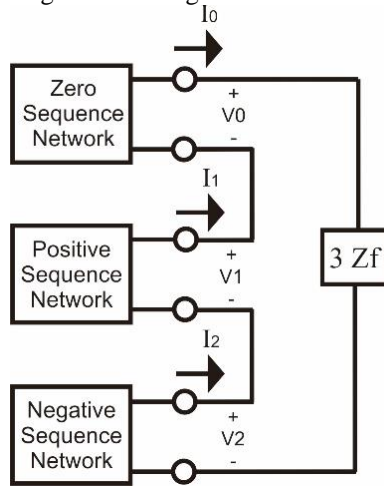 I0
Zero
Sequence
Network
+
V0
-
I1
Positive
Sequence
Network
+
V1
-
3 Zf
I2
Negative
Sequence
Network
+
V2
-